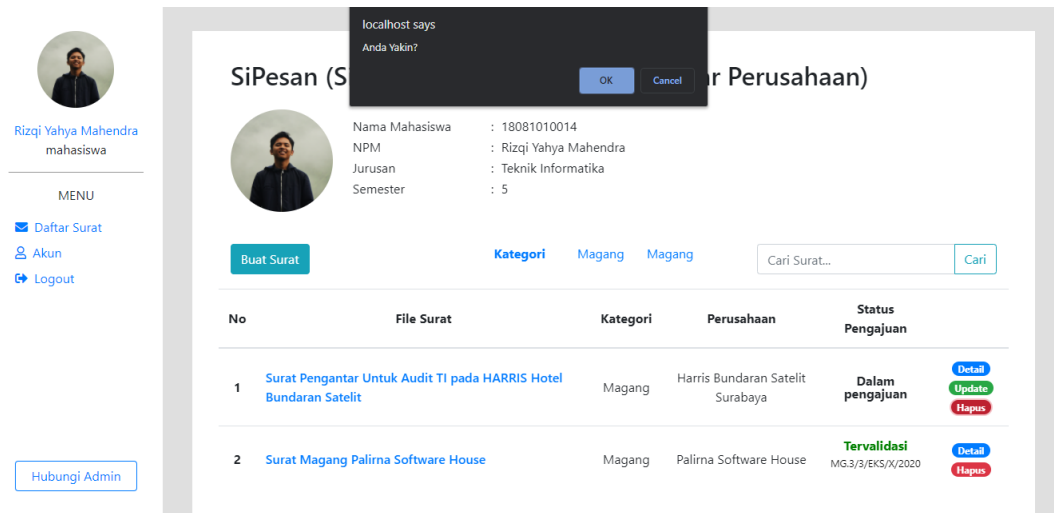 localhost says
Anda Yakin?
OK Cancel
SiPesan (S r Perusahaan)
Rizqi Yahya Mahendra
mahasiswa
MENU
Daftar Surat
Akun
Logout
Hubungi Admin
Nama Mahasiswa : 18081010014
NPM : Rizqi Yahya Mahendra
Jurusan : Teknik Informatika
Semester : 5
Buat Surat Kategori Magang Magang Cari Surat... Cari
No File Surat Kategori Perusahaan Status
Pengajuan
1 Surat Pengantar Untuk Audit TI pada HARRIS Hotel
Bundaran Satelit
Magang
Harris Bundaran Satelit
Surabaya
Dalam
pengajuan
Detail
Update
Hapus
2 Surat Magang Palirna Software House Magang Palirna Software House
Tervalidasi
MG.3/3/EKS/X/2020
Detail
Hapus